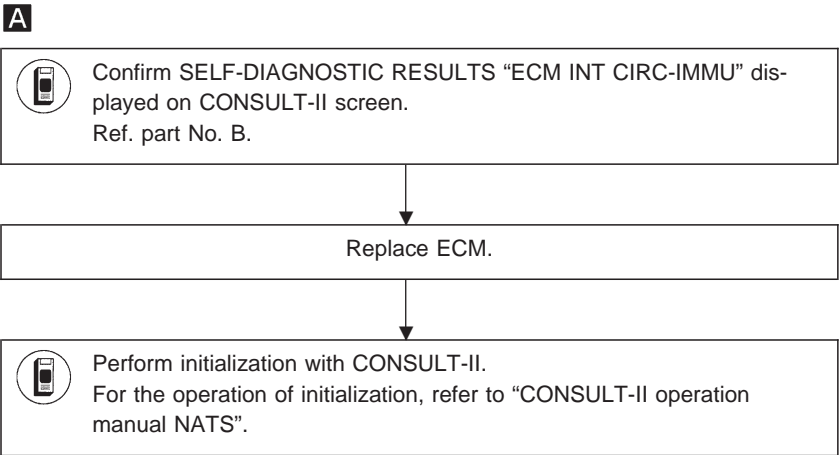 A
Confirm SELF-DIAGNOSTIC RESULTS “ECM INT CIRC-IMMU” dis-
played on CONSULT-II screen.
Ref. part No. B.
Replace ECM.
Perform initialization with CONSULT-II.
For the operation of initialization, refer to “CONSULT-II operation
manual NATS”.